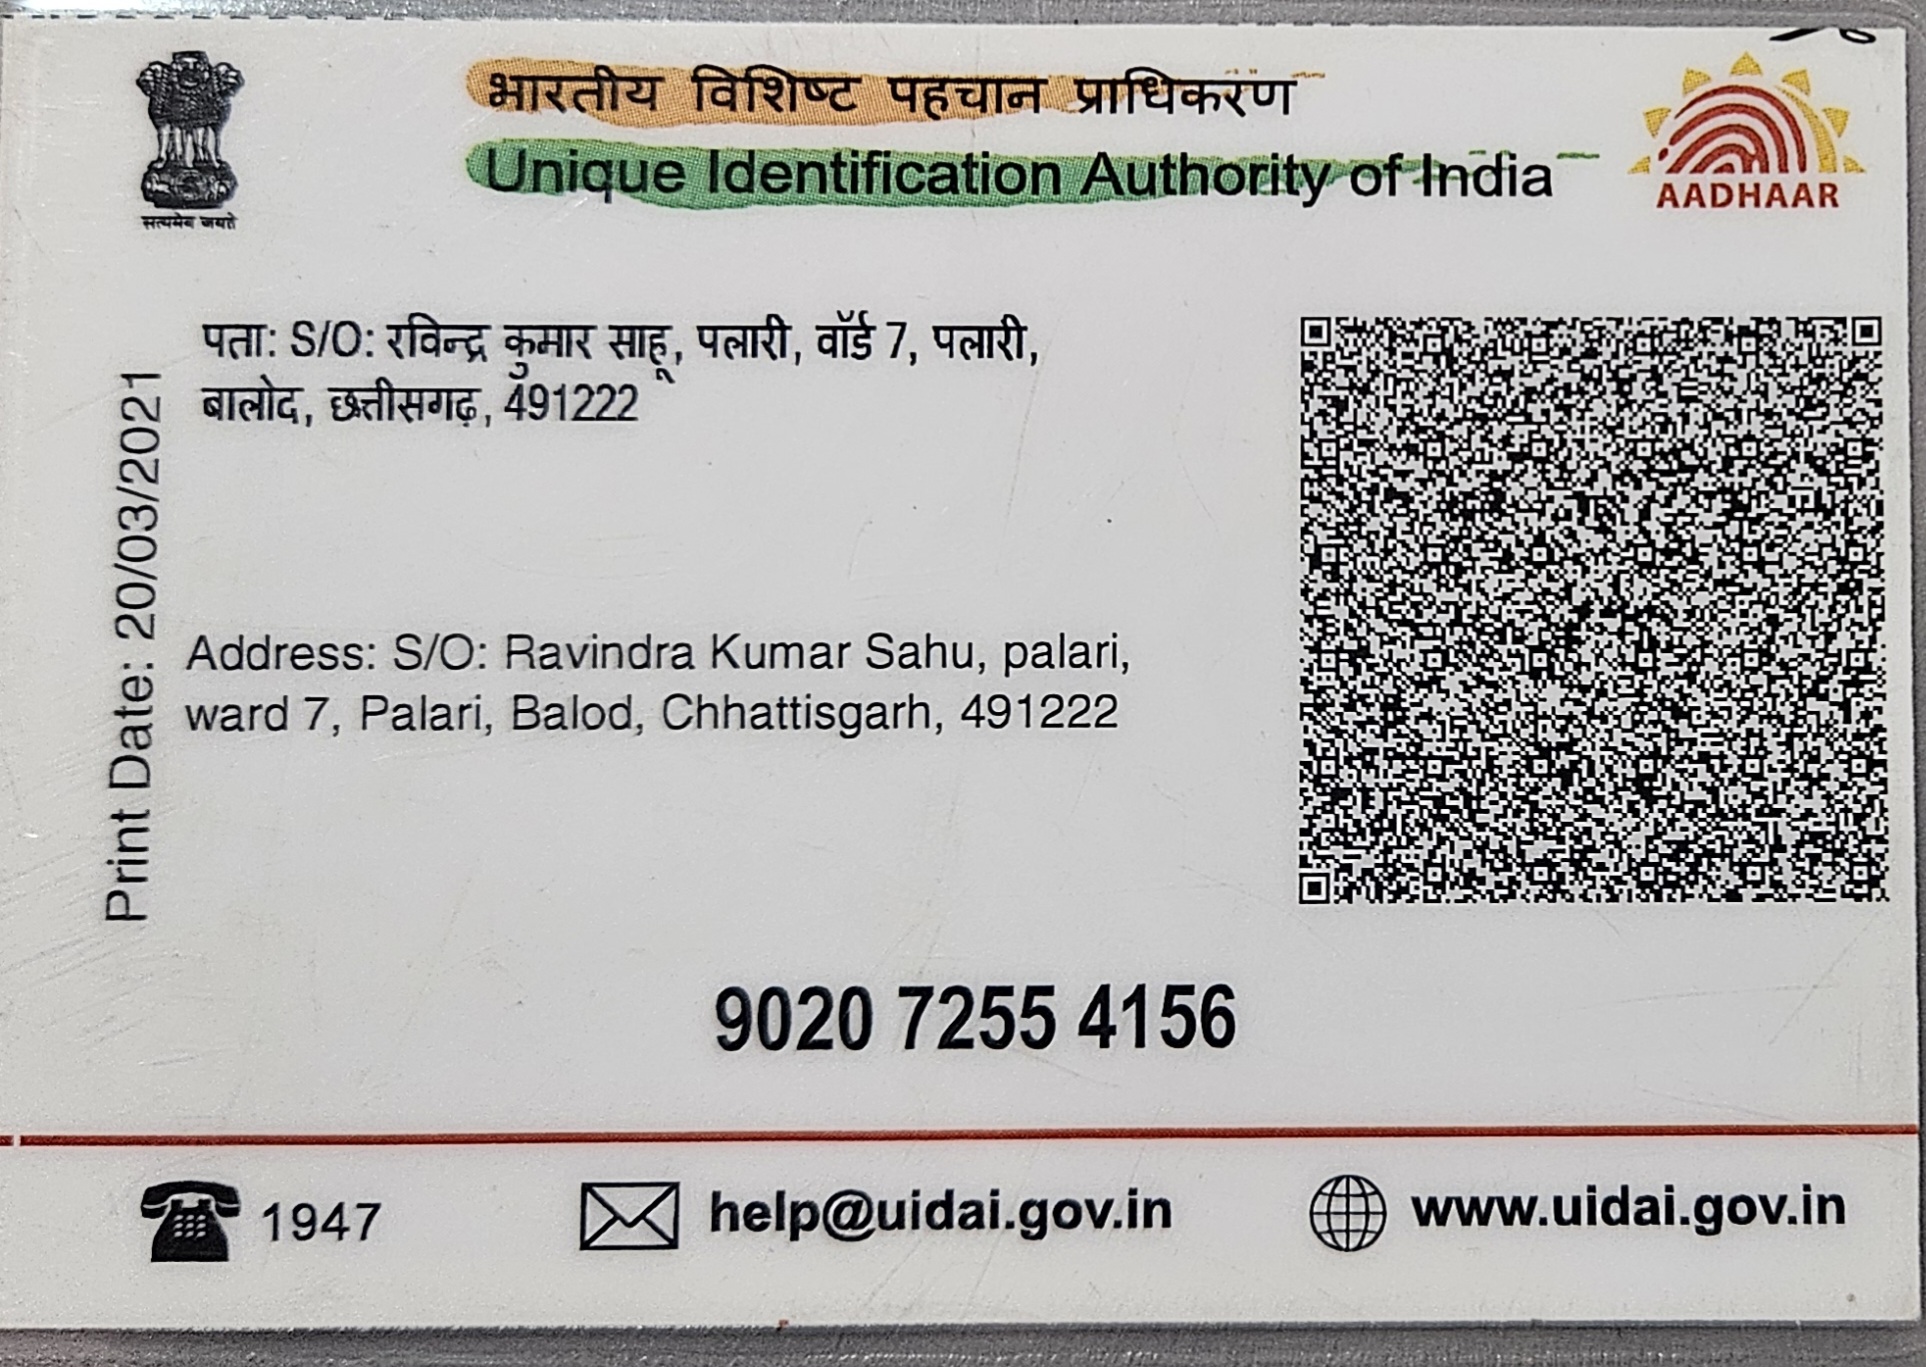 भारतीय विशिष्ट पहचान प्राधिकरण
Unique Identification Authority of India
AADHAAR
सत्यमेव जयते
पता: S/O: रविन्द्र कुमार साहू, पलारी, वॉर्ड 7, पलारी,
बालोद, छत्तीसगढ़, 491222
Print Date: 20/03/2021
Address: S/O: Ravindra Kumar Sahu, palari,
ward 7, Palari, Balod, Chhattisgarh, 491222
9020 7255 4156
1947
help@uidai.gov.in
www.uidai.gov.in